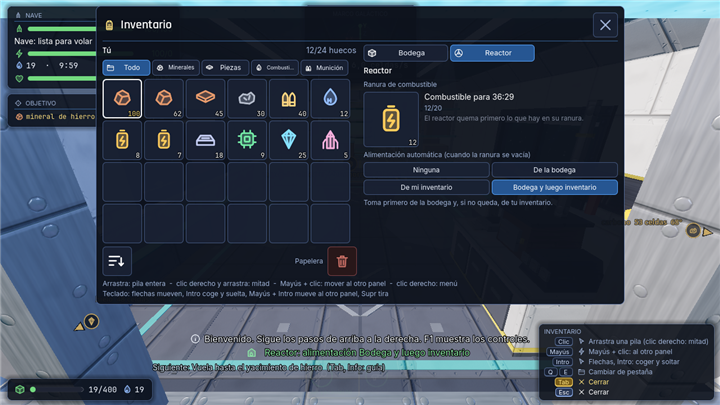 NAVE
Nave: lista para volar
19 · 9:59
OBJETIVO
mineral de hierro
Inventario
Tú
12/24 huecos
Todo
Minerales
Piezas
Combusti...
Munición
100
62
45
30
40
12
8
7
18
9
25
5
Papelera
Arrastra: pila entera - clic derecho y arrastra: mitad - Mayús + clic: mover al otro panel - clic derecho: menú
Teclado: flechas mueven, Intro coge y suelta, Mayús + Intro mueve al otro panel, Supr tira
Bodega
Reactor
Reactor
Ranura de combustible
12
Combustible para 36:29
12/20
El reactor quema primero lo que hay en su ranura.
Alimentación automática (cuando la ranura se vacía)
Ninguna
De la bodega
De mi inventario
Bodega y luego inventario
Toma primero de la bodega y, si no queda, de tu inventario.
Bienvenido. Sigue los pasos de arriba a la derecha. F1 muestra los controles.
Reactor: alimentación Bodega y luego inventario
Siguiente: Vuela hasta el yacimiento de hierro
19/400
19
INVENTARIO
Clic Arrastra una pila (clic derecho: mitad)
Mayús Mayús + clic: al otro panel
Intro Flechas, Intro: coger y soltar
Q E Cambiar de pestaña
Tab Cerrar
Esc Cerrar